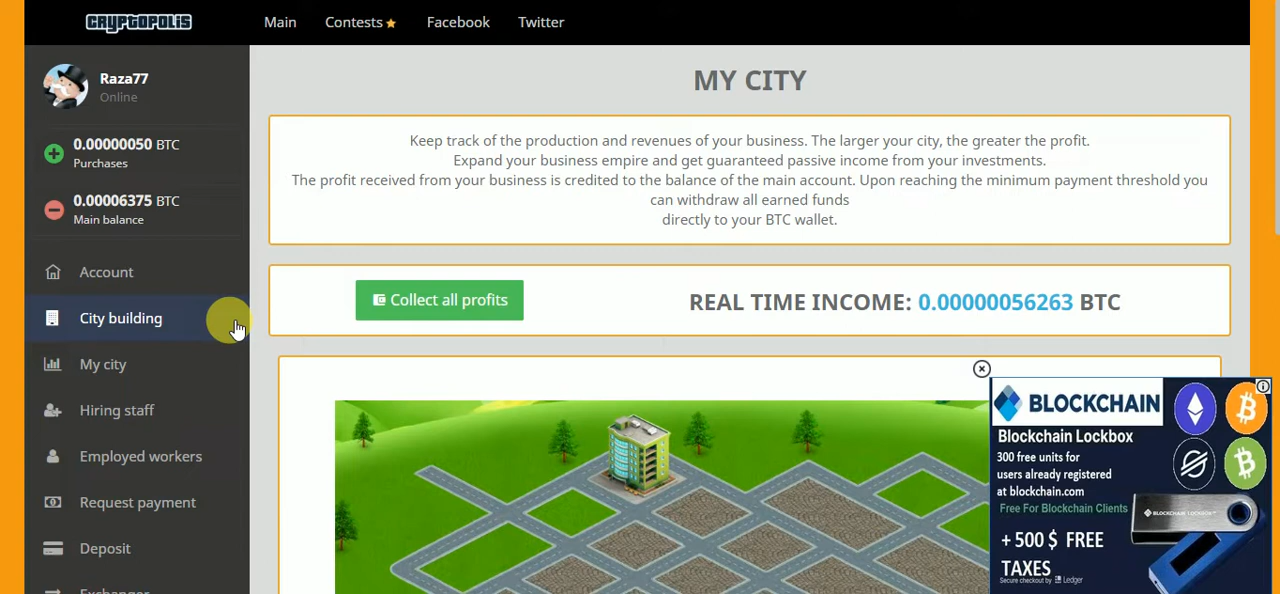 CRYPTOPOLIS
Main
Contests
Facebook
Twitter
Raza77
Online
0.00000050 BTC
Purchases
0.00006375 BTC
Main balance
Account
City building
My city
Hiring staff
Employed workers
Request payment
Deposit
Exchanger
MY CITY
Keep track of the production and revenues of your business. The larger your city, the greater the profit.
Expand your business empire and get guaranteed passive income from your investments.
The profit received from your business is credited to the balance of the main account. Upon reaching the minimum payment threshold you
can withdraw all earned funds
directly to your BTC wallet.
Collect all profits
REAL TIME INCOME: 0.00000056263 BTC
BLOCKCHAIN
Blockchain Lockbox
300 free units for
users already registered
at blockchain.com
Free For Blockchain Clients
+ 500 $ FREE
TAXES
Secure checkout by Ledger